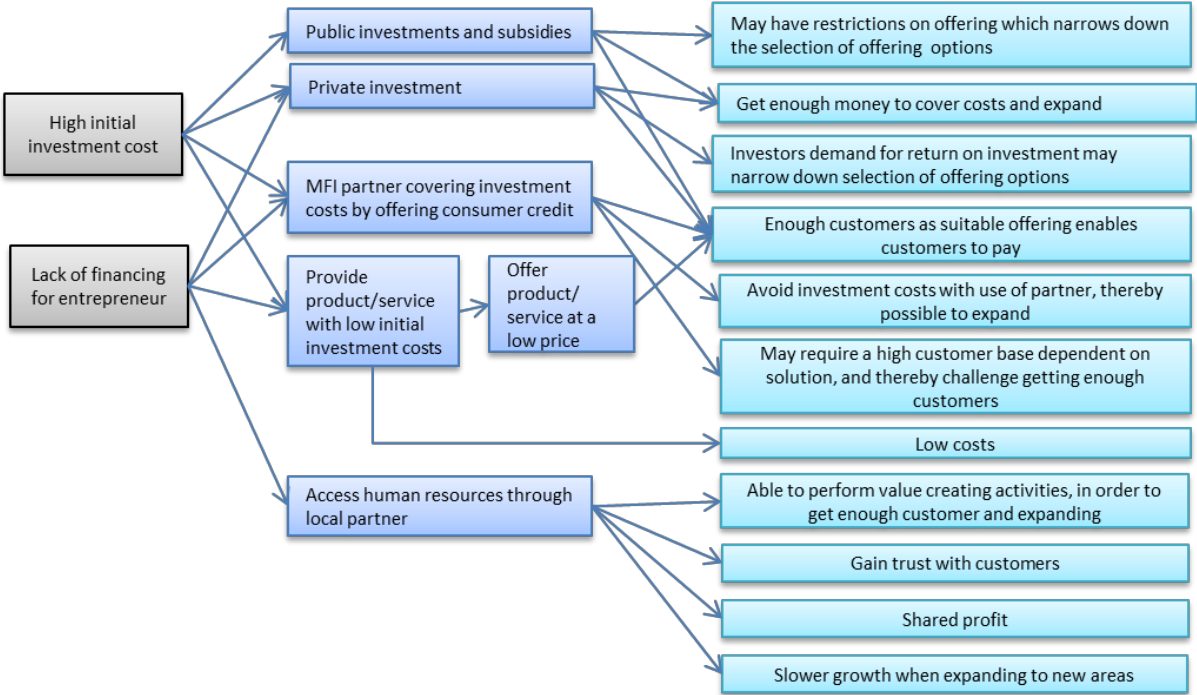 High initial
investment cost
Lack of financing
for entrepreneur
Public investments and subsidies
Private investment
MFI partner covering investment
costs by offering consumer credit
Provide
product/service
with low initial
investment costs
Offer
product/
service at a
low price
Access human resources through
local partner
May have restrictions on offering which narrows down
the selection of offering options
Get enough money to cover costs and expand
Investors demand for return on investment may
narrow down selection of offering options
Enough customers as suitable offering enables
customers to pay
Avoid investment costs with use of partner, thereby
possible to expand
May require a high customer base dependent on
solution, and thereby challenge getting enough
customers
Low costs
Able to perform value creating activities, in order to
get enough customer and expanding
Gain trust with customers
Shared profit
Slower growth when expanding to new areas